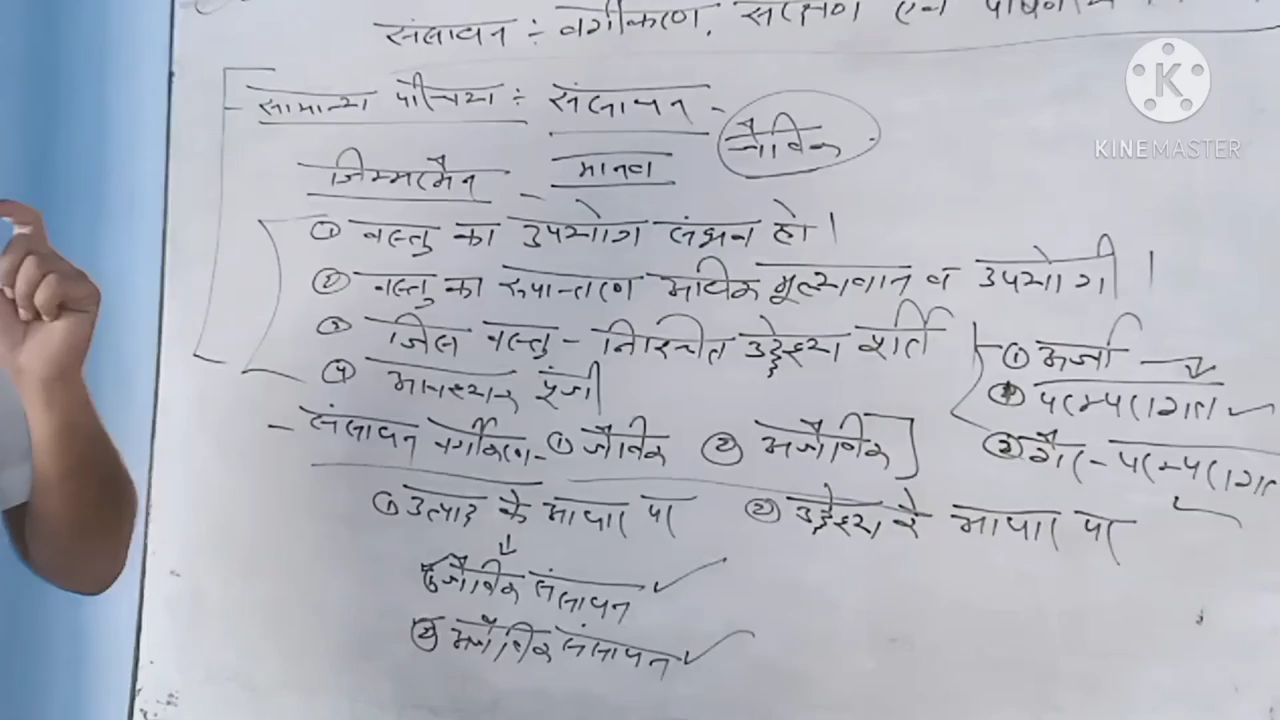 संसाधन ÷ वर्गीकरण, संरक्षण एवं
सामान्य परिचय ÷ संसाधन - जैविक
जिम्मरमैन - मानव
① वस्तु का उपयोग संभव हो।
② वस्तु का रूपान्तरण अधिक मूल्यवान व उपयोगी।
③ जिस वस्तु - निश्चित उद्देश्य शर्ति
① ऊर्जा
④ मानव पूंजी
② परम्परागत
- संसाधन वर्गीकरण - ① जैविक ② अजैविक
③ गैर - परम्परागत
① उत्पाद के आधार पर ② उद्देश्य के आधार पर
① जैविक संसाधन
② अजैविक संसाधन
KINEMASTER